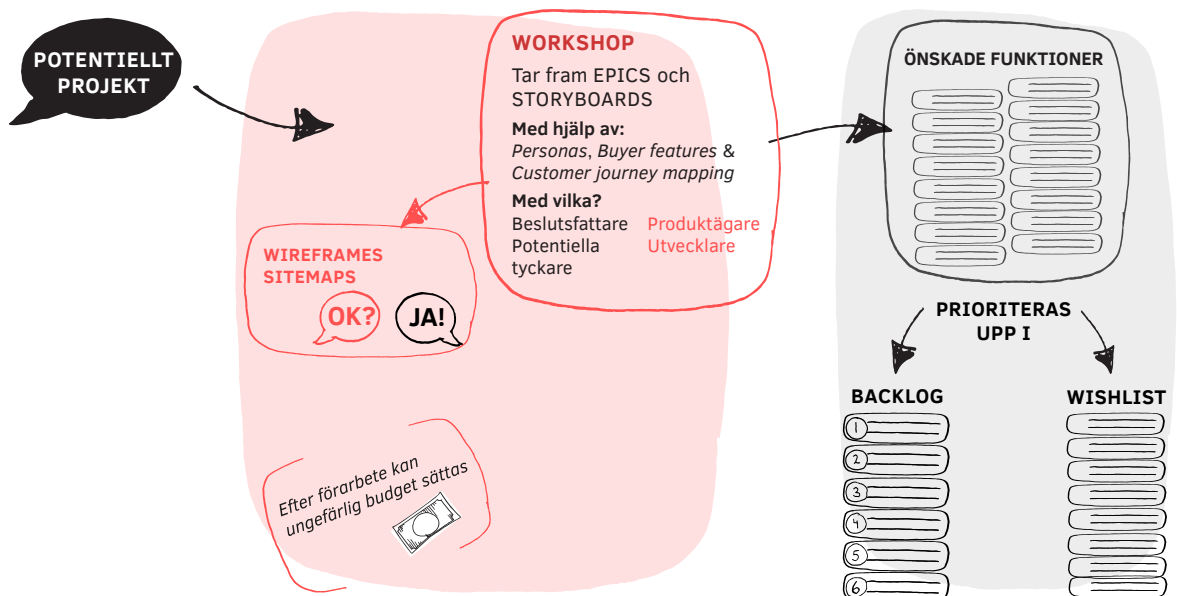 POTENTIELLT
PROJEKT
WORKSHOP
Tar fram EPICS och
STORYBOARDS
Med hjälp av:
Personas, Buyer features &
Customer journey mapping
Med vilka?
Beslutsfattare Produktägare
Potentiella Utvecklare
tyckare
WIREFRAMES
SITEMAPS
OK? JA!
Efter förarbete kan
ungefärlig budget sättas
ÖNSKADE FUNKTIONER
PRIORITERAS
UPP I
BACKLOG
1
2
3
4
5
6
WISHLIST